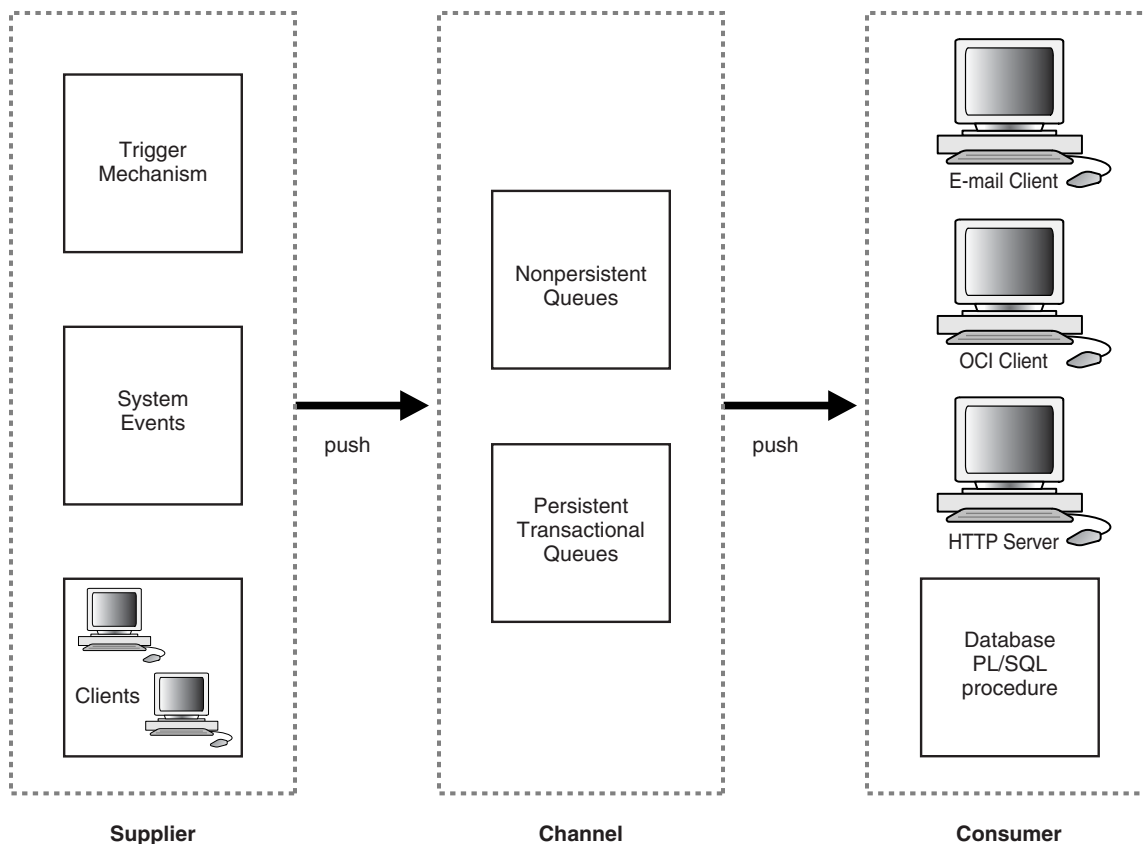 Trigger
Mechanism
System
Events
Clients
Supplier
push
Nonpersistent
Queues
Persistent
Transactional
Queues
Channel
push
E-mail Client
OCI Client
HTTP Server
Database
PL/SQL
procedure
Consumer